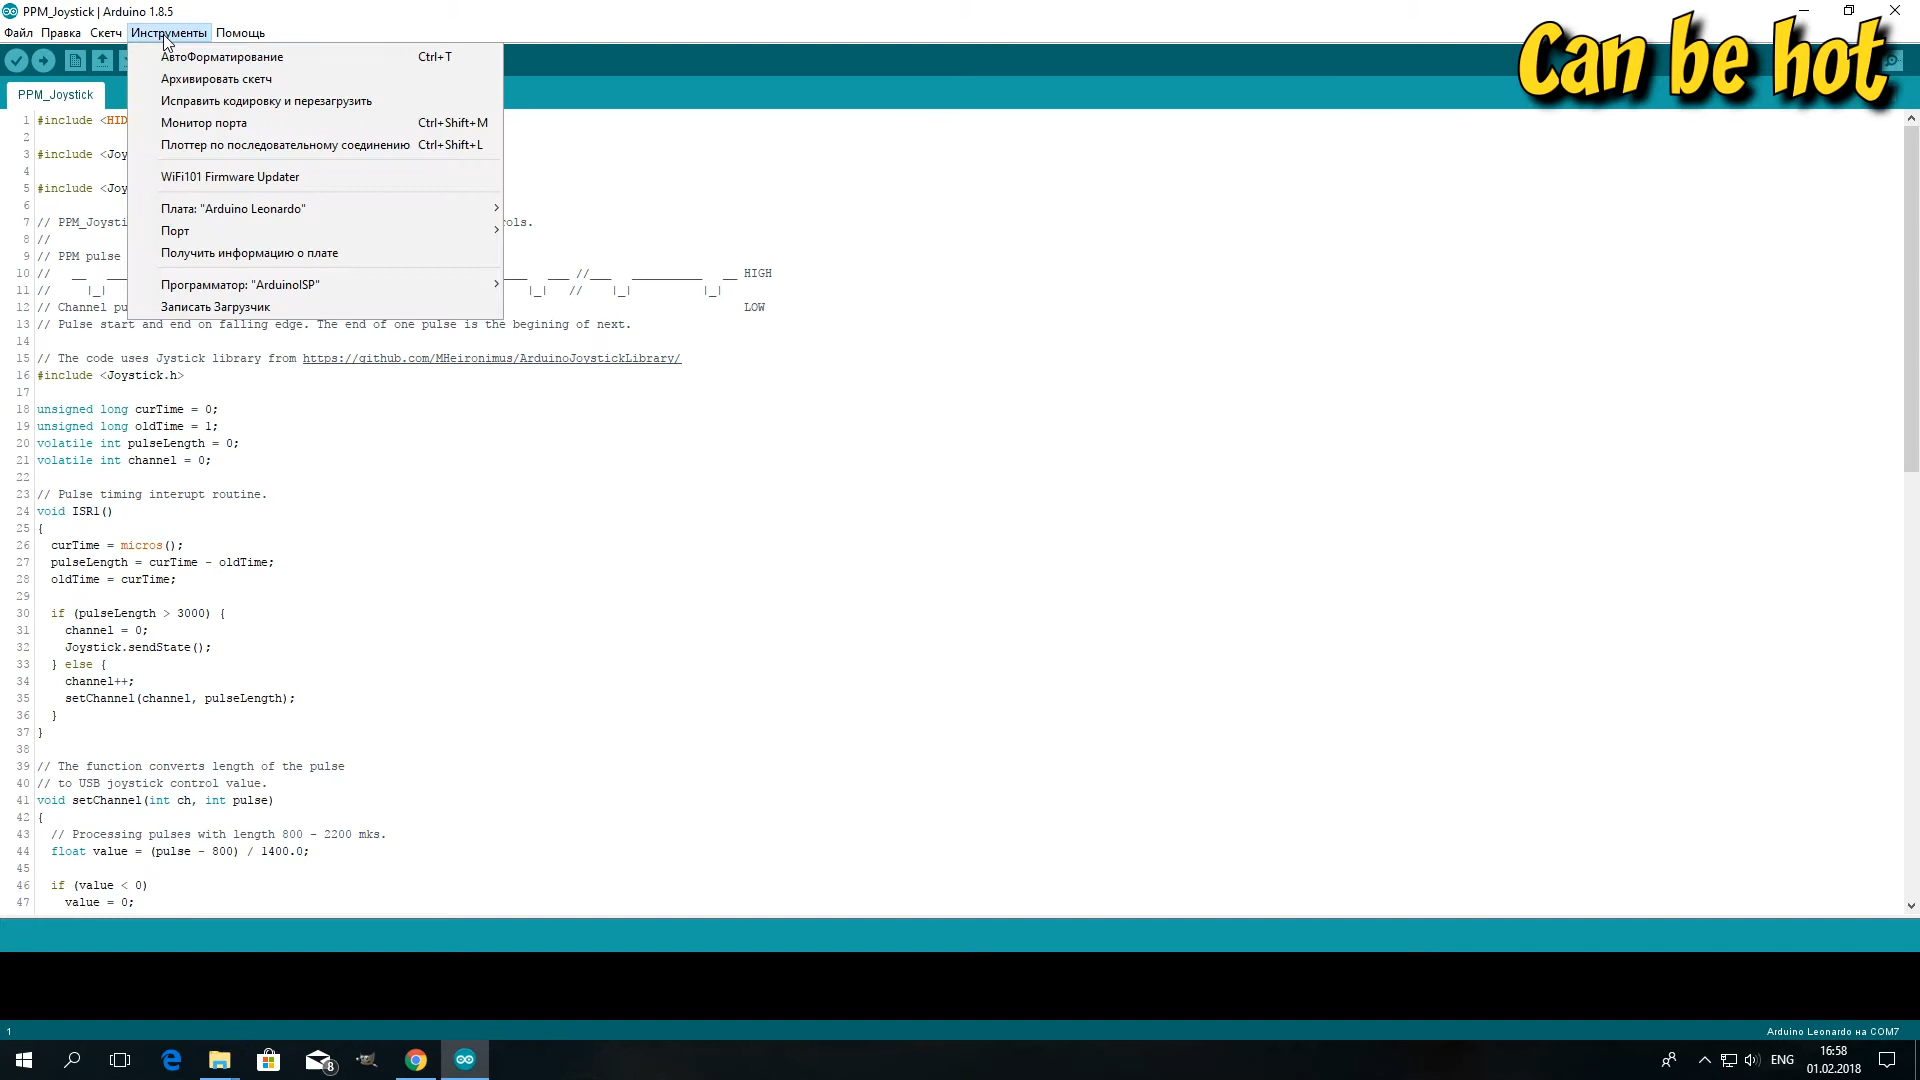 PPM_Joystick | Arduino 1.8.5
Can be hot
Файл Правка Скетч Инструменты Помощь
АвтоФорматирование Ctrl+T
Архивировать скетч
Исправить кодировку и перезагрузить
Монитор порта Ctrl+Shift+M
Плоттер по последовательному соединению Ctrl+Shift+L
WiFi101 Firmware Updater
Плата: "Arduino Leonardo"
Порт
Получить информацию о плате
Программатор: "ArduinoISP"
Записать Загрузчик
PPM_Joystick
1 #include <HID
2
3 #include <Joy
4
5 #include <Joy
6
7 // PPM_Joysti ols.
8 //
9 // PPM pulse
10 // __ ___ ___ ___ //___ __________ __ HIGH
11 // |_| |_| // |_| |_|
12 // Channel pu LOW
13 // Pulse start and end on falling edge. The end of one pulse is the begining of next.
14
15 // The code uses Jystick library from https://github.com/MHeironimus/ArduinoJoystickLibrary/
16 #include <Joystick.h>
17
18 unsigned long curTime = 0;
19 unsigned long oldTime = 1;
20 volatile int pulseLength = 0;
21 volatile int channel = 0;
22
23 // Pulse timing interupt routine.
24 void ISR1()
25 {
26 curTime = micros();
27 pulseLength = curTime - oldTime;
28 oldTime = curTime;
29
30 if (pulseLength > 3000) {
31 channel = 0;
32 Joystick.sendState();
33 } else {
34 channel++;
35 setChannel(channel, pulseLength);
36 }
37 }
38
39 // The function converts length of the pulse
40 // to USB joystick control value.
41 void setChannel(int ch, int pulse)
42 {
43 // Processing pulses with length 800 - 2200 mks.
44 float value = (pulse - 800) / 1400.0;
45
46 if (value < 0)
47 value = 0;
1 Arduino Leonardo на COM7
8
ENG
16:58
01.02.2018